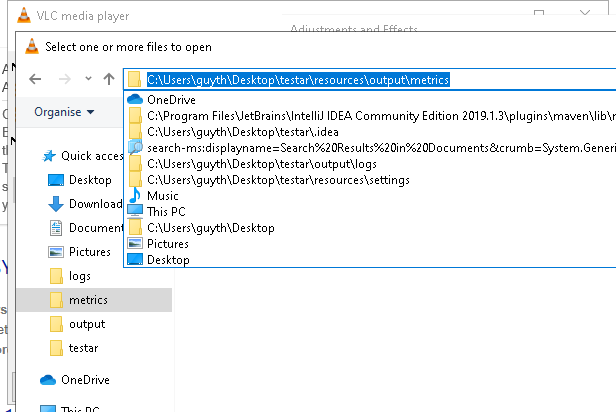 VLC media player
Adjustments and Effects
Select one or more files to open
C:\Users\guyth\Desktop\testar\resources\output\metrics
Organise
OneDrive
C:\Program Files\JetBrains\IntelliJ IDEA Community Edition 2019.1.3\plugins\maven\lib\
C:\Users\guyth\Desktop\testar\.idea
search-ms:displayname=Search%20Results%20in%20Documents&crumb=System.Generi
C:\Users\guyth\Desktop\testar\output\logs
C:\Users\guyth\Desktop\testar\resources\settings
Music
This PC
C:\Users\guyth\Desktop
Pictures
Desktop
Quick acces
Desktop
Download
Document
Pictures
logs
metrics
output
testar
OneDrive
This PC